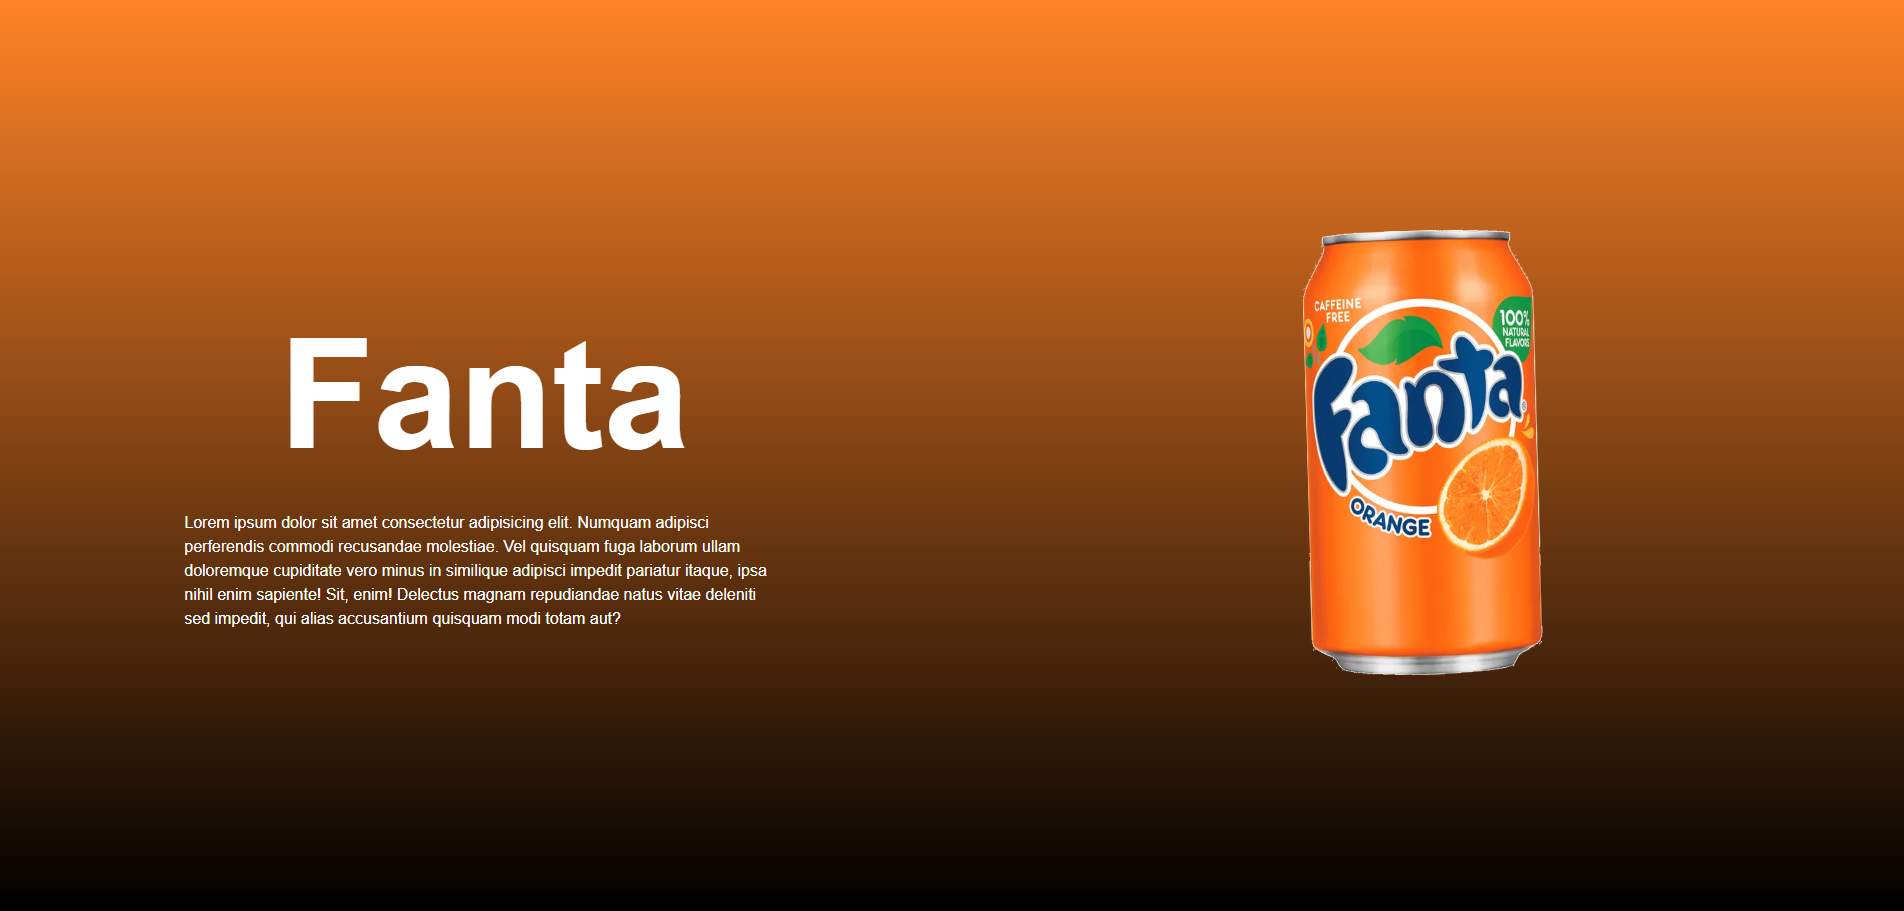 Fanta
Lorem ipsum dolor sit amet consectetur adipisicing elit. Numquam adipisci
perferendis commodi recusandae molestiae. Vel quisquam fuga laborum ullam
doloremque cupiditate vero minus in similique adipisci impedit pariatur itaque, ipsa
nihil enim sapiente! Sit, enim! Delectus magnam repudiandae natus vitae deleniti
sed impedit, qui alias accusantium quisquam modi totam aut?
CAFFEINE
FREE
100%
NATURAL
FLAVORS
Fanta®
ORANGE